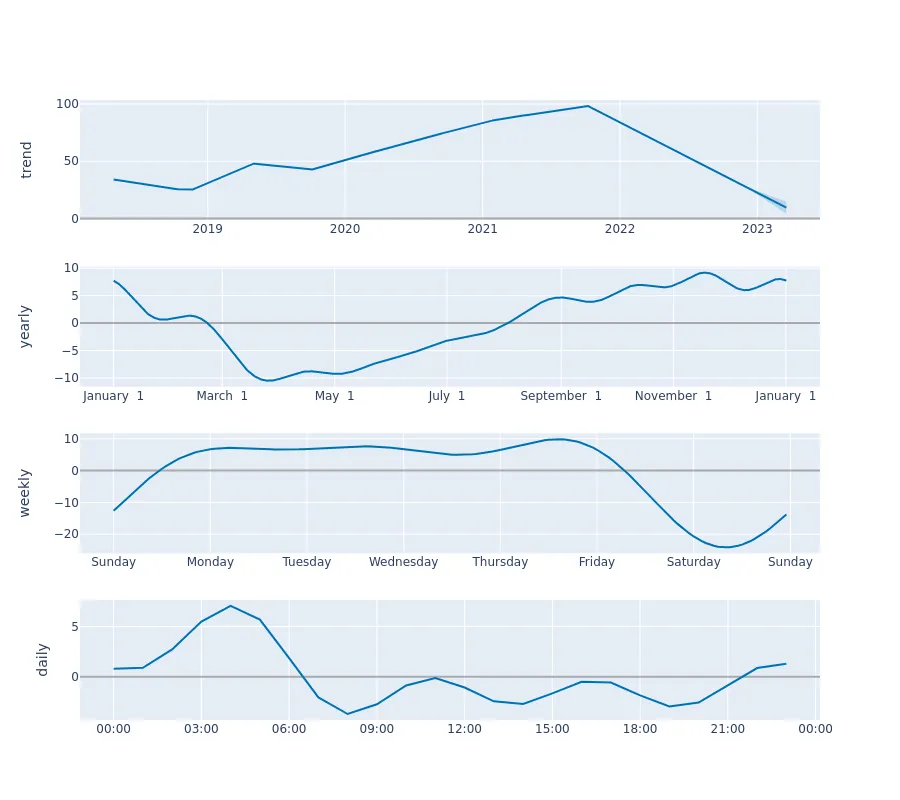 trend
100
50
0
2019 2020 2021 2022 2023
yearly
10
5
0
−5
−10
January 1 March 1 May 1 July 1 September 1 November 1 January 1
weekly
10
0
−10
−20
Sunday Monday Tuesday Wednesday Thursday Friday Saturday Sunday
daily
5
0
00:00 03:00 06:00 09:00 12:00 15:00 18:00 21:00 00:00